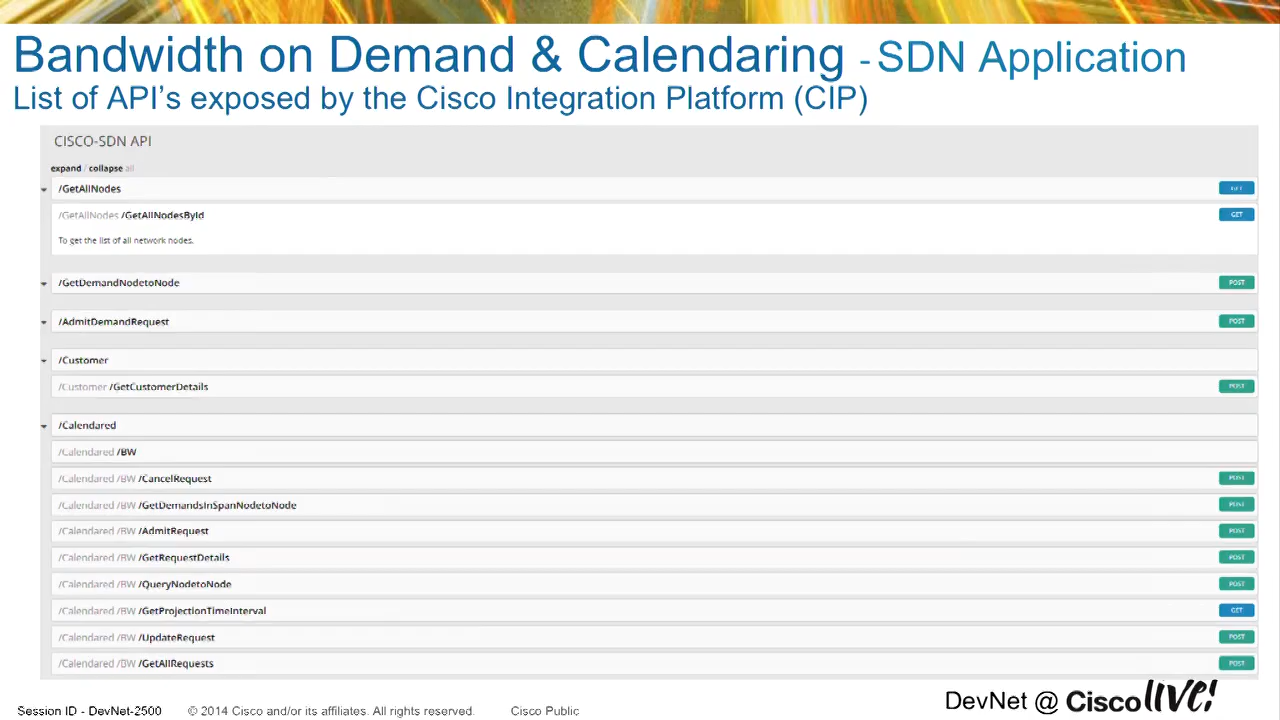 Bandwidth on Demand & Calendaring - SDN Application
List of API's exposed by the Cisco Integration Platform (CIP)
CISCO-SDN API
expand / collapse all
/GetAllNodes GET
/GetAllNodes /GetAllNodesById GET
To get the list of all network nodes.
/GetDemandNodetoNode POST
/AdmitDemandRequest POST
/Customer
/Customer /GetCustomerDetails POST
/Calendared
/Calendared /BW
/Calendared /BW /CancelRequest POST
/Calendared /BW /GetDemandsInSpanNodetoNode POST
/Calendared /BW /AdmitRequest POST
/Calendared /BW /GetRequestDetails POST
/Calendared /BW /QueryNodetoNode POST
/Calendared /BW /GetProjectionTimeInterval GET
/Calendared /BW /UpdateRequest POST
/Calendared /BW /GetAllRequests POST
Session ID - DevNet-2500 © 2014 Cisco and/or its affiliates. All rights reserved. Cisco Public
DevNet @ Cisco live!